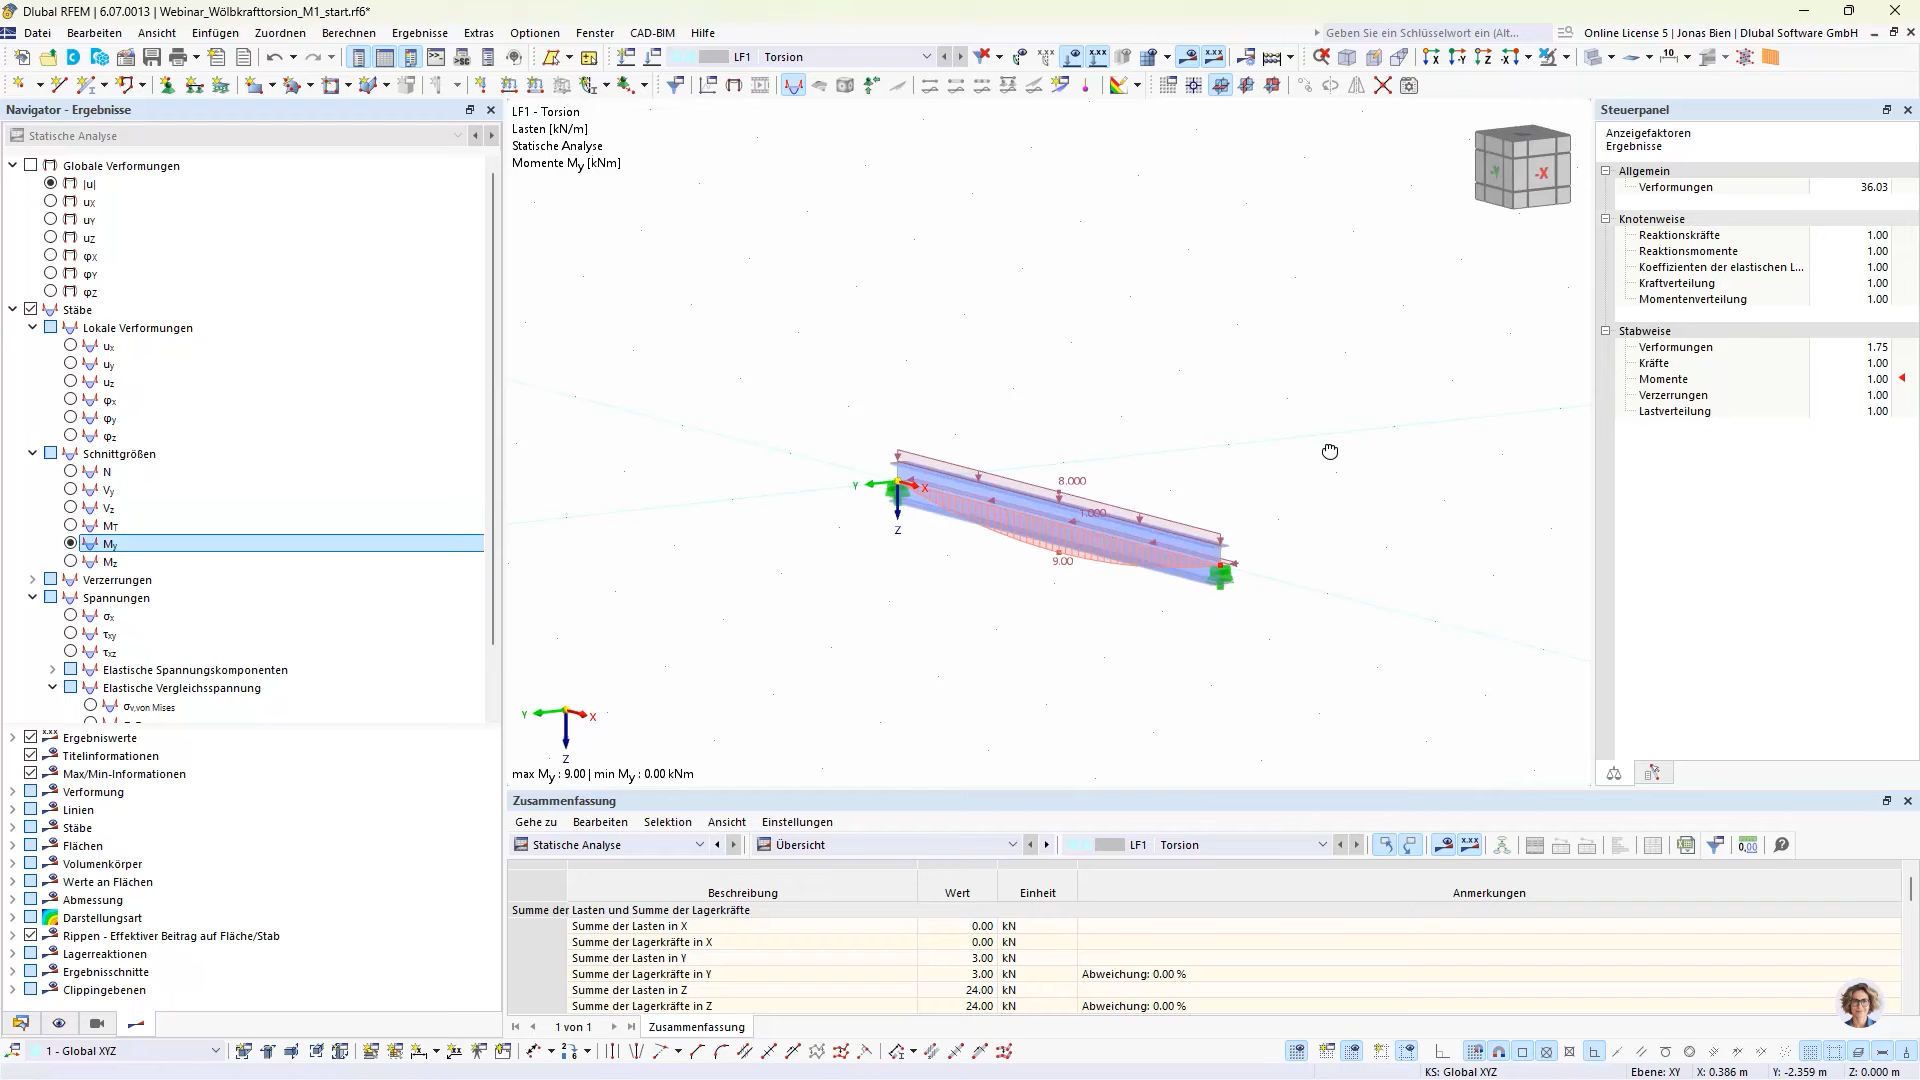 Dlubal RFEM | 6.07.0013 | Webinar_Wölbkrafttorsion_M1_start.rf6*
Datei Bearbeiten Ansicht Einfügen Zuordnen Berechnen Ergebnisse Extras Optionen Fenster CAD-BIM Hilfe
Geben Sie ein Schlüsselwort ein (Alt...
Online License 5 | Jonas Bien | Dlubal Software GmbH
LF1 Torsion
Navigator - Ergebnisse
Statische Analyse
Globale Verformungen
|u|
uX
uY
uZ
φX
φY
φZ
Stäbe
Lokale Verformungen
ux
uy
uz
φx
φy
φz
Schnittgrößen
N
Vy
Vz
MT
My
Mz
Verzerrungen
Spannungen
σx
τxy
τxz
Elastische Spannungskomponenten
Elastische Vergleichsspannung
σv,von Mises
Ergebniswerte
Titelinformationen
Max/Min-Informationen
Verformung
Linien
Stäbe
Flächen
Volumenkörper
Werte an Flächen
Abmessung
Darstellungsart
Rippen - Effektiver Beitrag auf Fläche/Stab
Lagerreaktionen
Ergebnisschnitte
Clippingebenen
LF1 - Torsion
Lasten [kN/m]
Statische Analyse
Momente My [kNm]
-Y -X
8.000
1.000
Y X
Z
9.00
Y X
Z
max My : 9.00 | min My : 0.00 kNm
Steuerpanel
Anzeigefaktoren
Ergebnisse
Allgemein
Verformungen 36.03
Knotenweise
Reaktionskräfte 1.00
Reaktionsmomente 1.00
Koeffizienten der elastischen L... 1.00
Kraftverteilung 1.00
Momentenverteilung 1.00
Stabweise
Verformungen 1.75
Kräfte 1.00
Momente 1.00
Verzerrungen 1.00
Lastverteilung 1.00
Zusammenfassung
Gehe zu Bearbeiten Selektion Ansicht Einstellungen
Statische Analyse Übersicht LF1 Torsion
Beschreibung Wert Einheit Anmerkungen
Summe der Lasten und Summe der Lagerkräfte
Summe der Lasten in X 0.00 kN
Summe der Lagerkräfte in X 0.00 kN
Summe der Lasten in Y 3.00 kN
Summe der Lagerkräfte in Y 3.00 kN Abweichung: 0.00 %
Summe der Lasten in Z 24.00 kN
Summe der Lagerkräfte in Z 24.00 kN Abweichung: 0.00 %
1 von 1 Zusammenfassung
1 - Global XYZ
KS: Global XYZ Ebene: XY X: 0.386 m Y: -2.359 m Z: 0.000 m